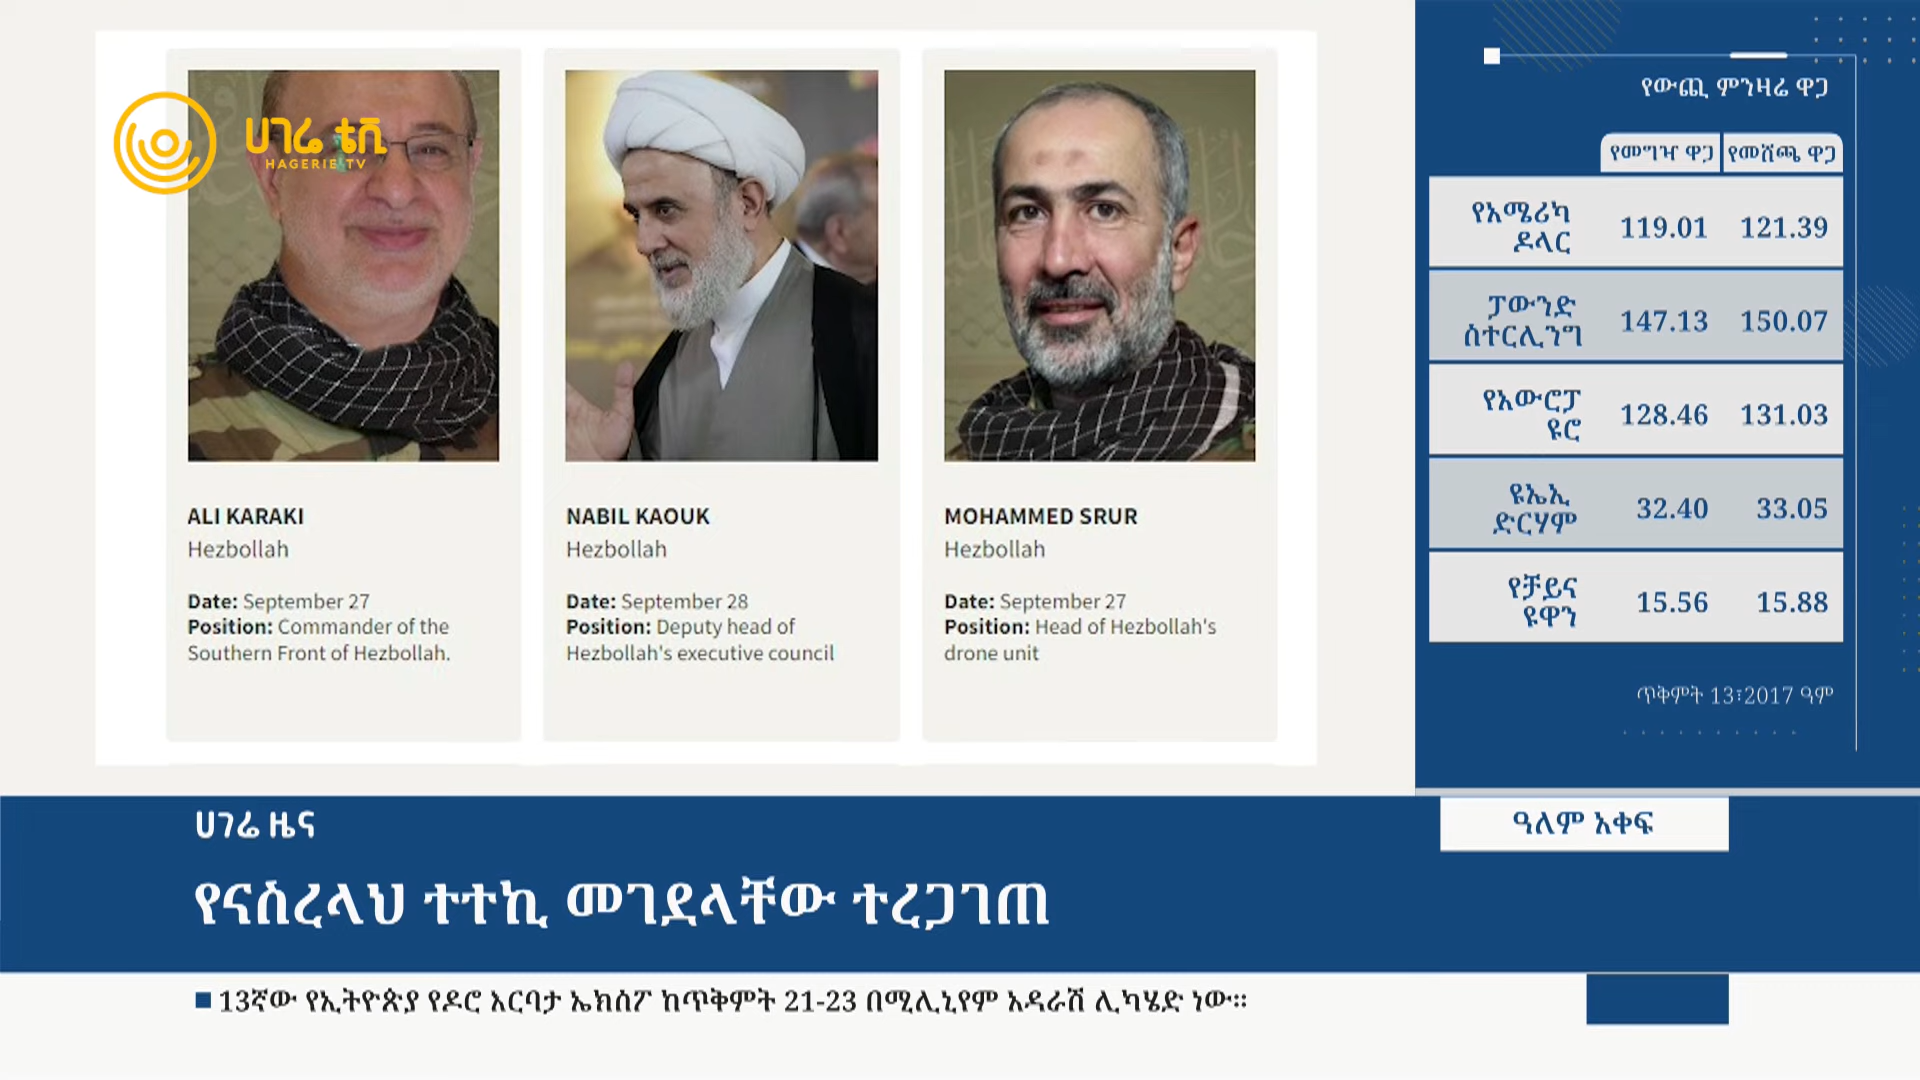 ሀገሬ ቲቪ
HAGERIE TV
ALI KARAKI
Hezbollah
Date: September 27
Position: Commander of the
Southern Front of Hezbollah.
NABIL KAOUK
Hezbollah
Date: September 28
Position: Deputy head of
Hezbollah's executive council
MOHAMMED SRUR
Hezbollah
Date: September 27
Position: Head of Hezbollah's
drone unit
የውጪ ምንዛሬ ዋጋ
የመግዣ ዋጋ የመሸጫ ዋጋ
የአሜሪካ
ዶላር 119.01 121.39
ፓውንድ
ስተርሊንግ 147.13 150.07
የአውሮፓ
ዩሮ 128.46 131.03
ዩኤኢ
ድርሃም 32.40 33.05
የቻይና
ዩዋን 15.56 15.88
ጥቅምት 13፣2017 ዓም
ሀገሬ ዜና
ዓለም አቀፍ
የናስረላህ ተተኪ መገደላቸው ተረጋገጠ
13ኛው የኢትዮጵያ የዶሮ እርባታ ኤክስፖ ከጥቅምት 21-23 በሚሊኒየም አዳራሽ ሊካሄድ ነው።